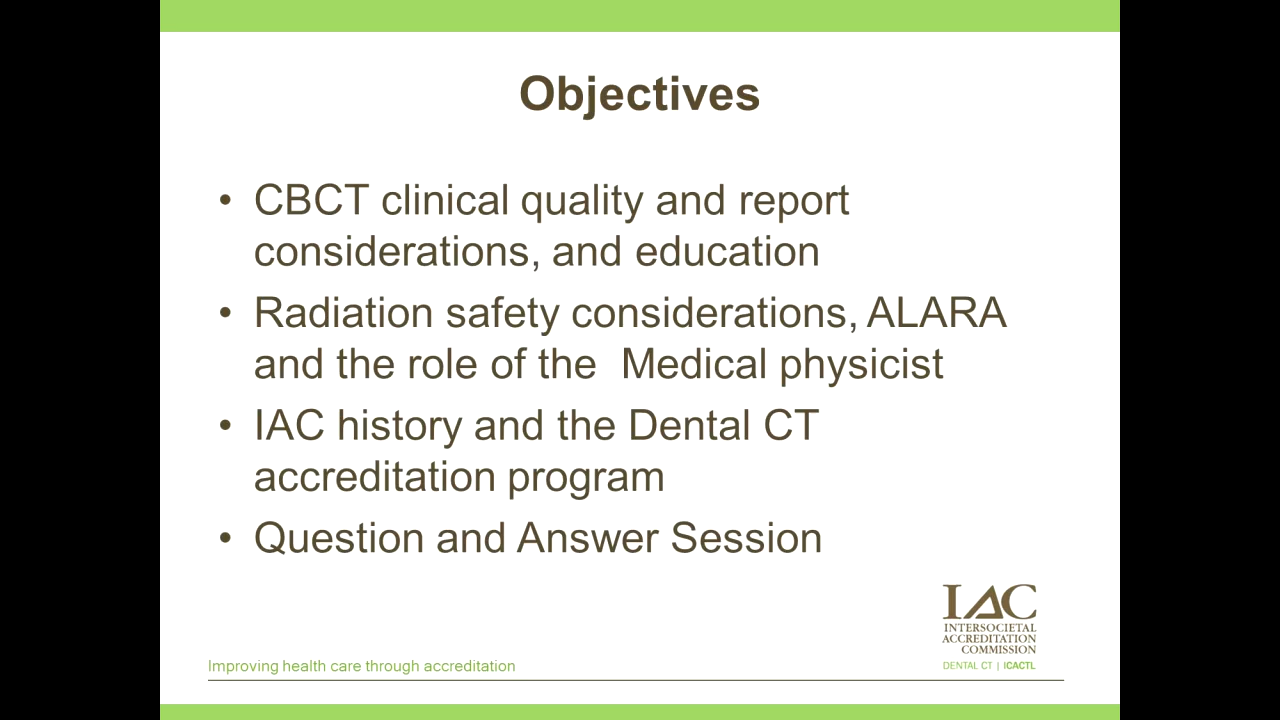 Objectives
• CBCT clinical quality and report
considerations, and education
• Radiation safety considerations, ALARA
and the role of the  Medical physicist
• IAC history and the Dental CT
accreditation program
• Question and Answer Session
IAC
INTERSOCIETAL
ACCREDITATION
COMMISSION
DENTAL CT | ICACTL
Improving health care through accreditation